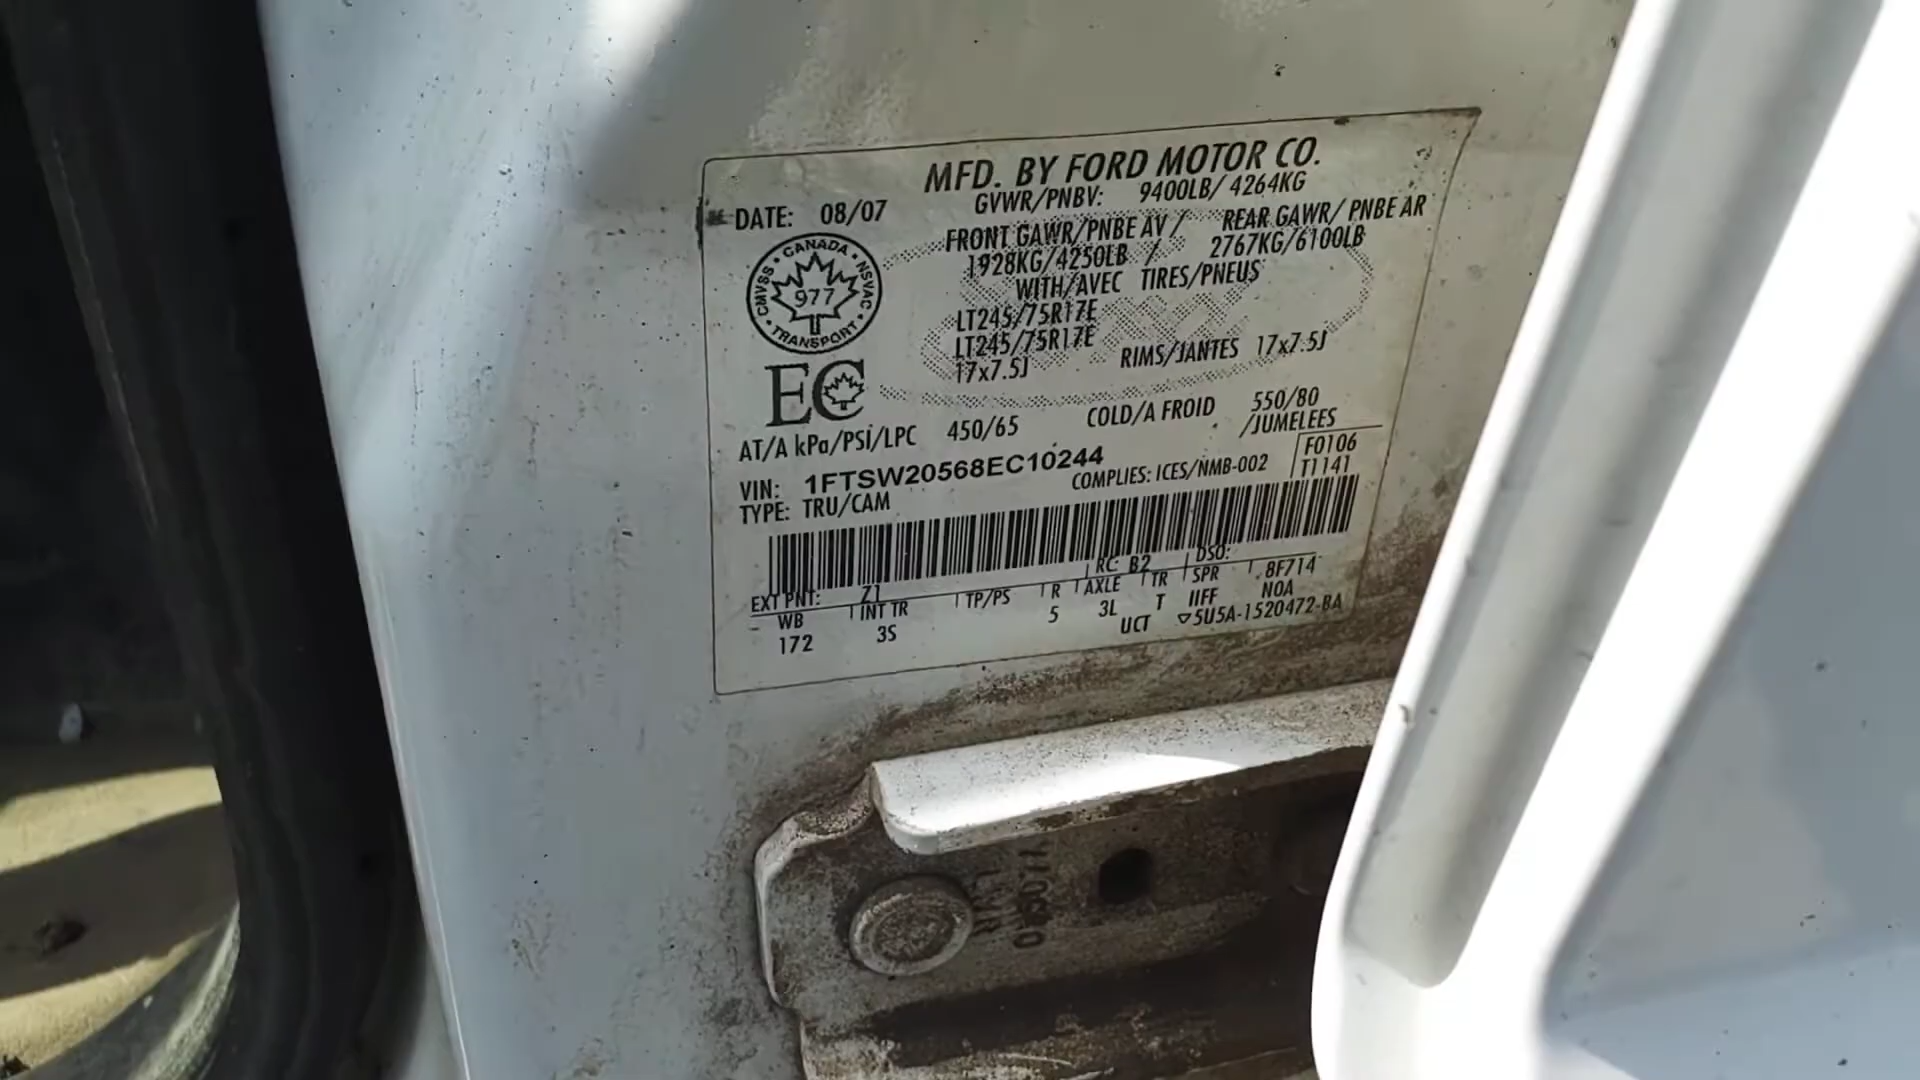 MFD. BY FORD MOTOR CO.
DATE: 08/07
GVWR/PNBV: 9400LB/ 4264KG
FRONT GAWR/PNBE AV / REAR GAWR/ PNBE AR
1928KG/4250LB / 2767KG/6100LB
WITH/AVEC TIRES/PNEUS
LT245/75R17E
LT245/75R17E
17x7.5J RIMS/JANTES 17x7.5J
CANADA
CMVSS NSVAC
977
TRANSPORT
EC
AT/A kPa/PSI/LPC 450/65 COLD/A FROID 550/80
/JUMELEES
VIN: 1FTSW20568EC10244
COMPLIES: ICES/NMB-002
F0106
T1141
TYPE: TRU/CAM
EXT PNT: Z1 RC: B2 DSO:
WB INT TR TP/PS R AXLE TR SPR 8F714
172 3S 5 3L T IIFF NOA
UCT ▽5U5A-1520472-BA